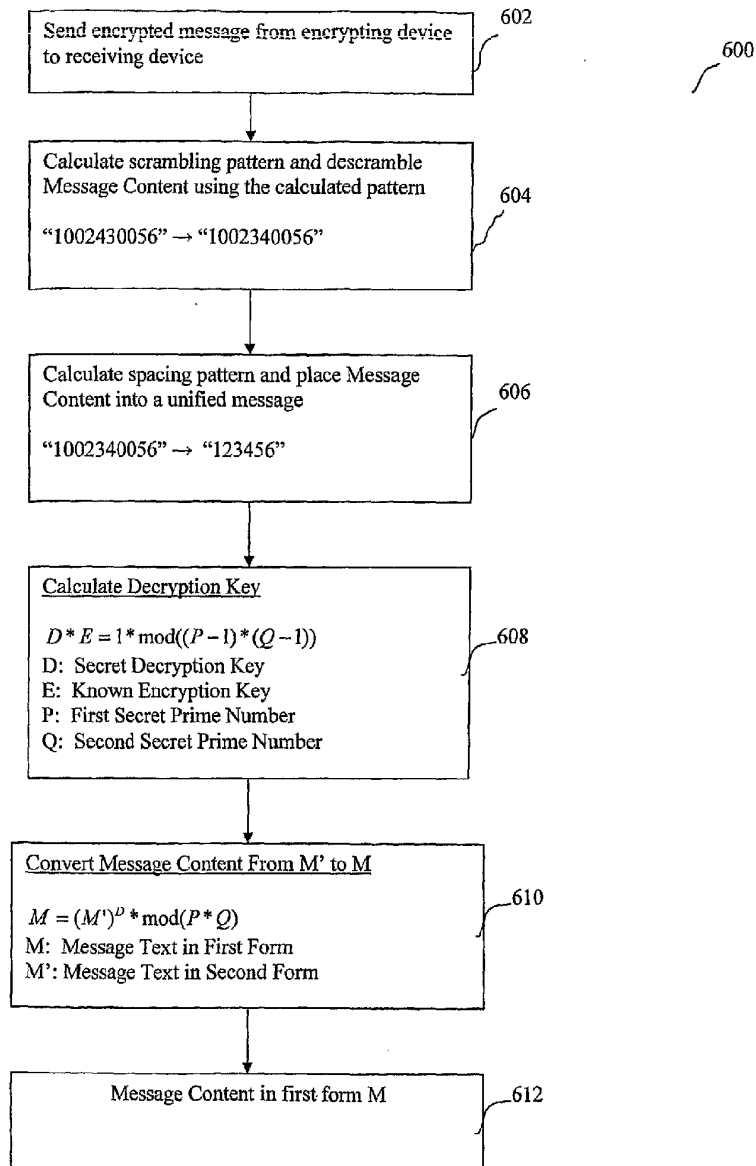 Send encrypted message from encrypting device
to receiving device
602
600
Calculate scrambling pattern and descramble
Message Content using the calculated pattern
“1002430056” → “1002340056”
604
Calculate spacing pattern and place Message
Content into a unified message
“1002340056” → “123456”
606
Calculate Decryption Key
D * E = 1 * mod((P - 1) * (Q - 1))
D: Secret Decryption Key
E: Known Encryption Key
P: First Secret Prime Number
Q: Second Secret Prime Number
608
Convert Message Content From M’ to M
M = (M')^D * mod(P * Q)
M: Message Text in First Form
M’: Message Text in Second Form
610
Message Content in first form M
612